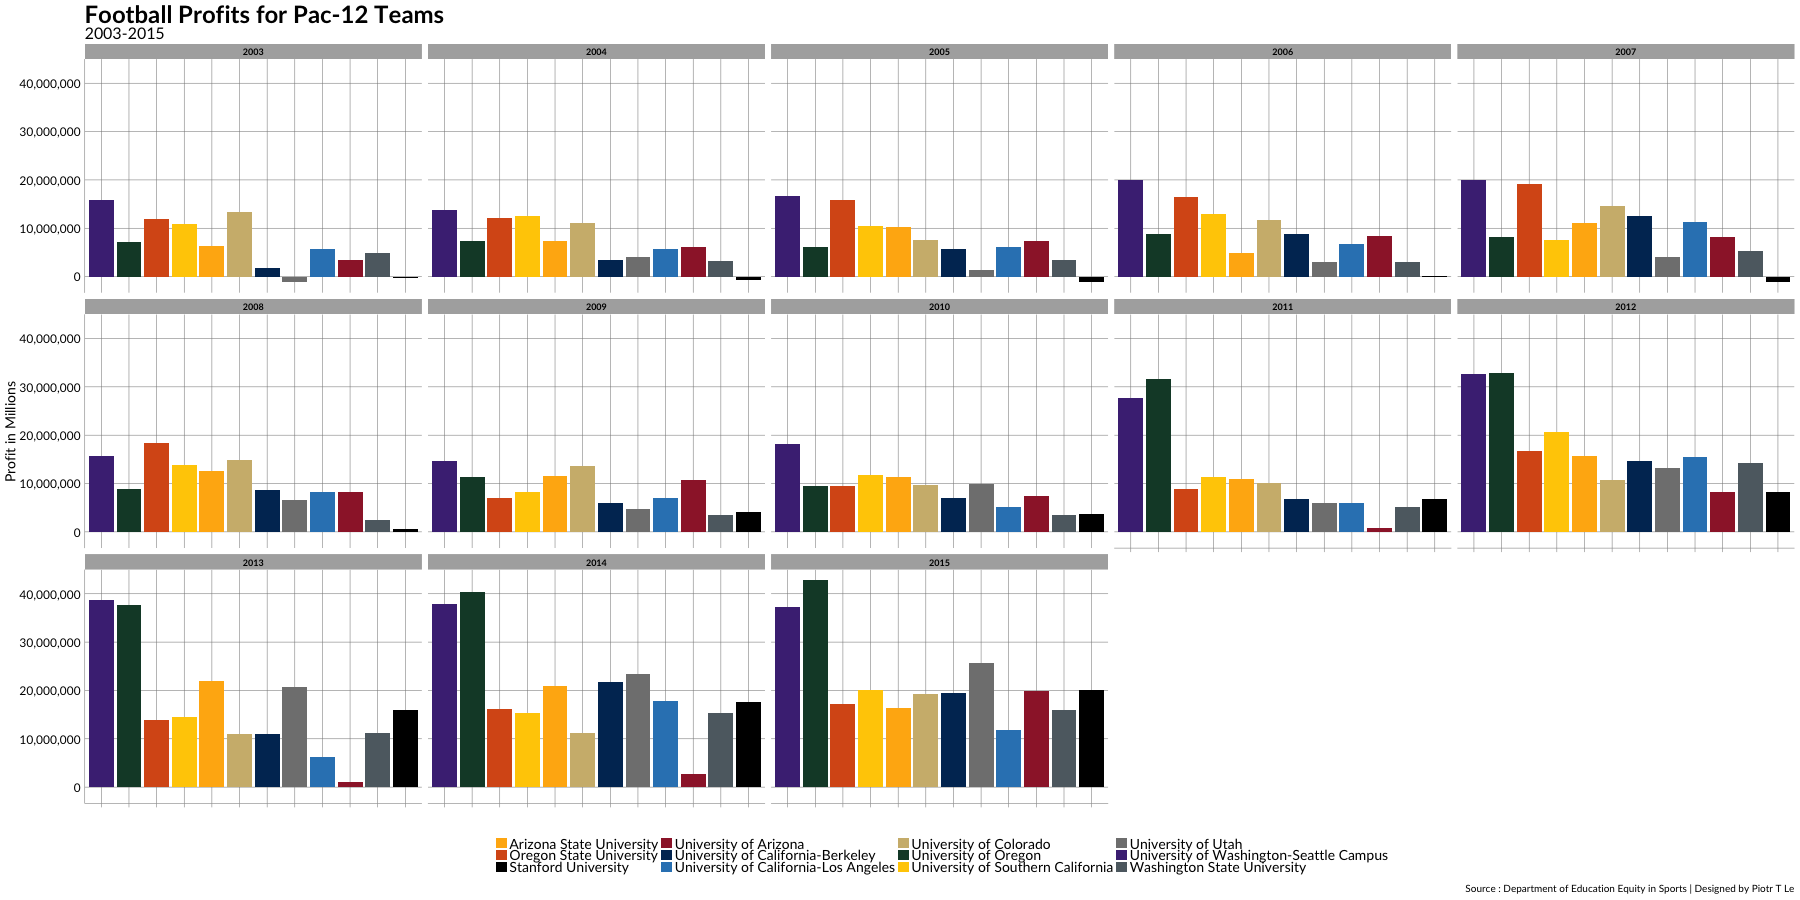 Football Profits for Pac-12 Teams
2003-2015
2003 2004 2005 2006 2007
40,000,000
30,000,000
20,000,000
10,000,000
0
2008 2009 2010 2011 2012
40,000,000
30,000,000
20,000,000
10,000,000
0
Profit in Millions
2013 2014 2015
40,000,000
30,000,000
20,000,000
10,000,000
0
Arizona State University University of Arizona University of Colorado University of Utah
Oregon State University University of California-Berkeley University of Oregon University of Washington-Seattle Campus
Stanford University University of California-Los Angeles University of Southern California Washington State University
Source : Department of Education Equity in Sports | Designed by Piotr T Le